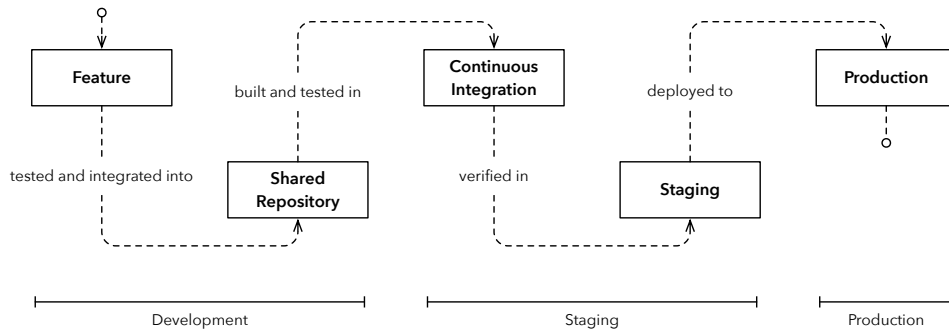 Feature
tested and integrated into
Shared
Repository
built and tested in
Continuous
Integration
verified in
Staging
deployed to
Production
Development
Staging
Production